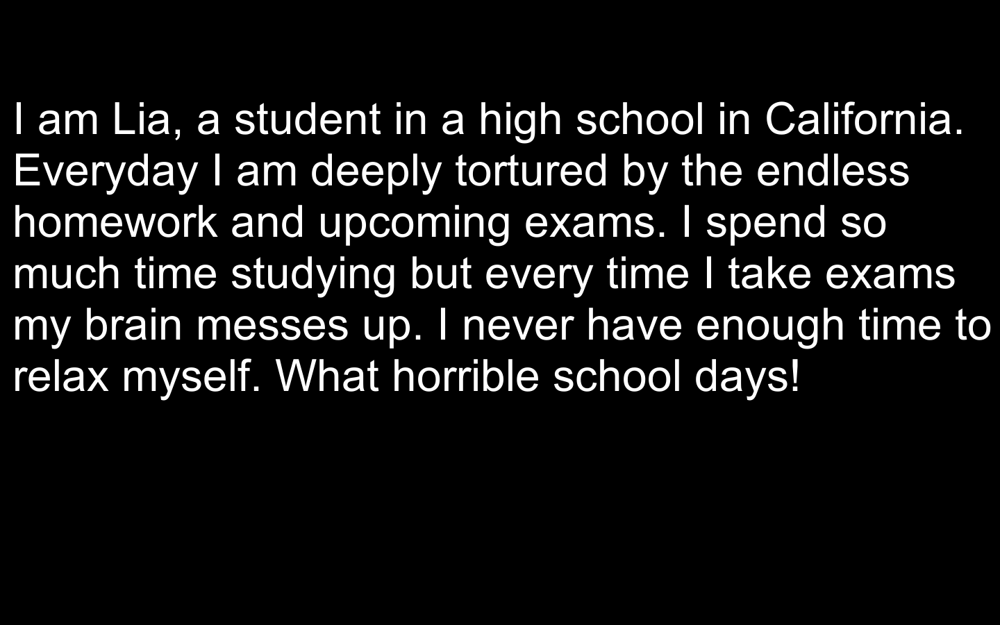 I am Lia, a student in a high school in California.
Everyday I am deeply tortured by the endless
homework and upcoming exams. I spend so
much time studying but every time I take exams
my brain messes up. I never have enough time to
relax myself. What horrible school days!